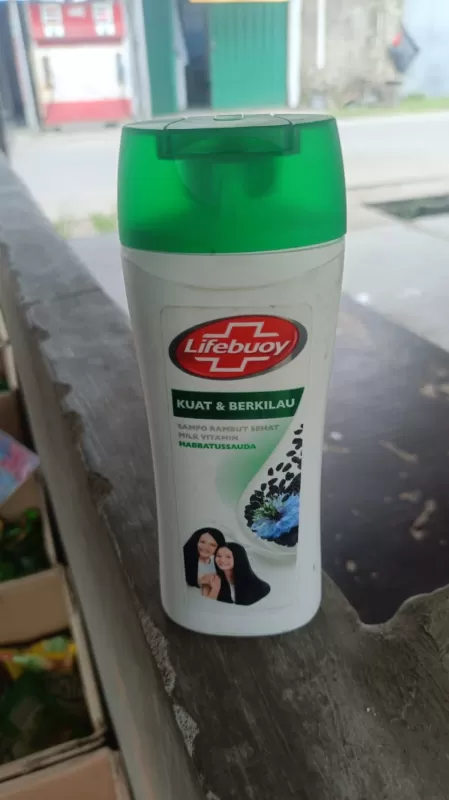 Lifebuoy
KUAT & BERKILAU
SAMPO RAMBUT SEHAT
MILK VITAMIN
HABBATUSSAUDA